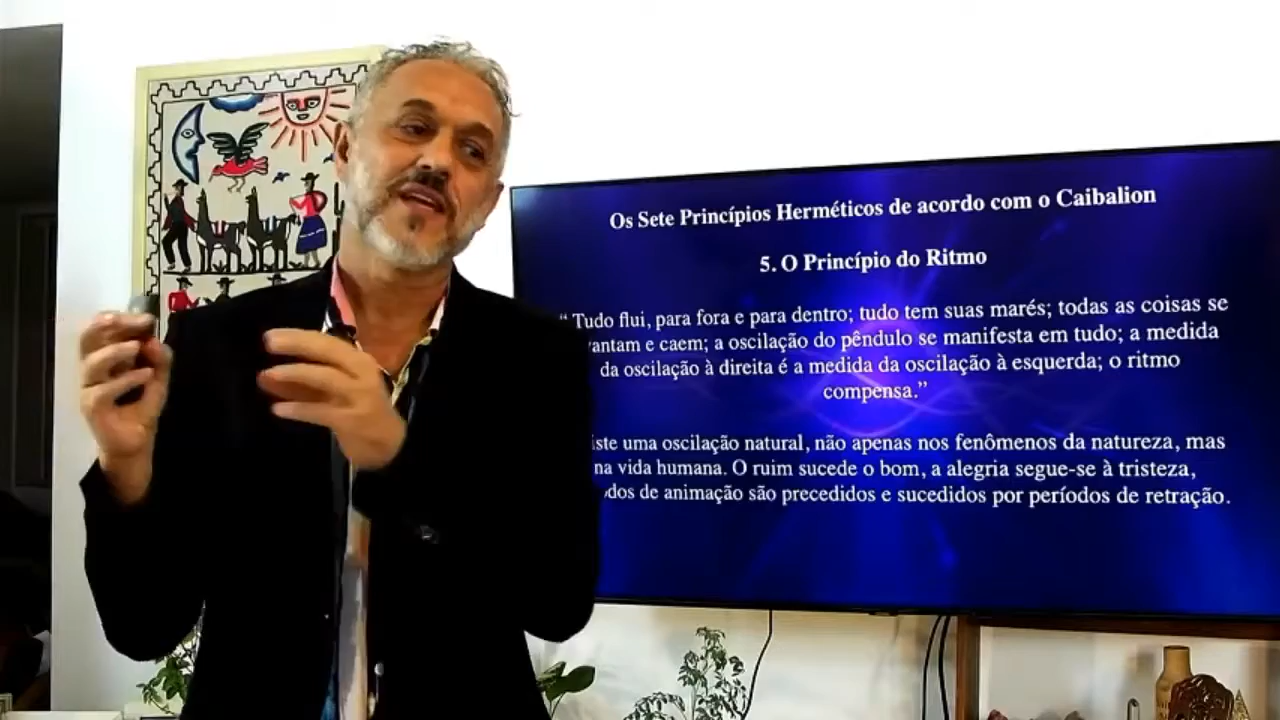 Os Sete Princípios Herméticos de acordo com o Caibalion
5. O Princípio do Ritmo
“ Tudo flui, para fora e para dentro; tudo tem suas marés; todas as coisas se
vantam e caem; a oscilação do pêndulo se manifesta em tudo; a medida
da oscilação à direita é a medida da oscilação à esquerda; o ritmo
compensa.”
iste uma oscilação natural, não apenas nos fenômenos da natureza, mas
na vida humana. O ruim sucede o bom, a alegria segue-se à tristeza,
dos de animação são precedidos e sucedidos por períodos de retração.